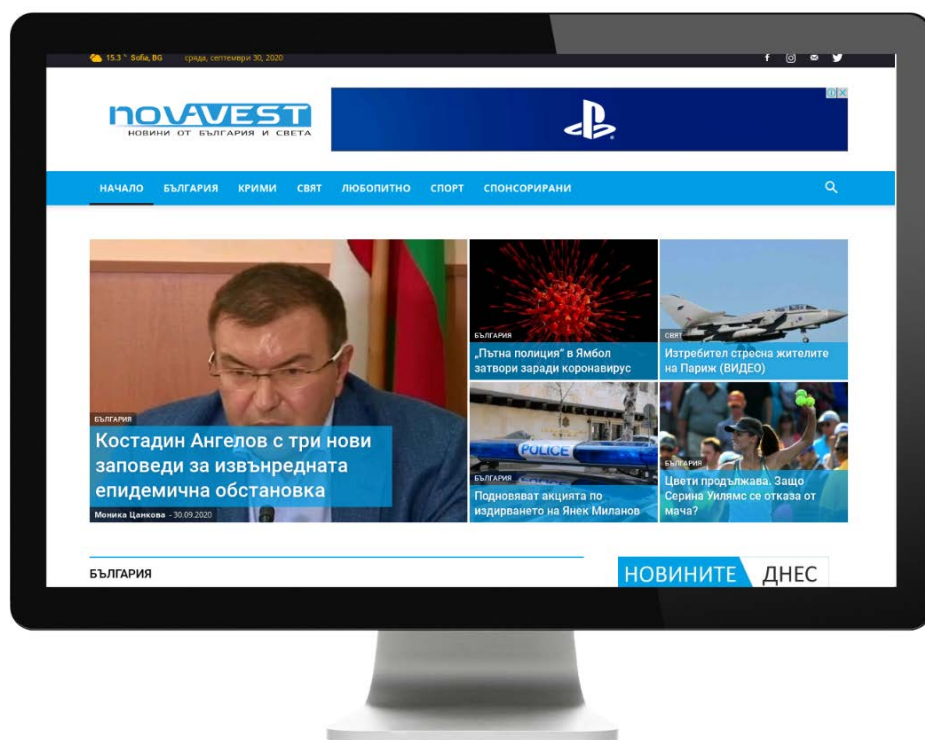 15.3 ° Sofia, BG сряда, септември 30, 2020
NOVAVEST
НОВИНИ ОТ БЪЛГАРИЯ И СВЕТА
НАЧАЛО БЪЛГАРИЯ КРИМИ СВЯТ ЛЮБОПИТНО СПОРТ СПОНСОРИРАНИ
БЪЛГАРИЯ
Костадин Ангелов с три нови
заповеди за извънредната
епидемична обстановка
Моника Цанкова - 30.09.2020
БЪЛГАРИЯ
„Пътна полиция“ в Ямбол
затвори заради коронавирус
СВЯТ
Изтребител стресна жителите
на Париж (ВИДЕО)
POLICE
БЪЛГАРИЯ
Подновяват акцията по
издирването на Янек Миланов
БЪЛГАРИЯ
Цвети продължава. Защо
Серина Уилямс се отказа от
мача?
БЪЛГАРИЯ
НОВИНИТЕ ДНЕС